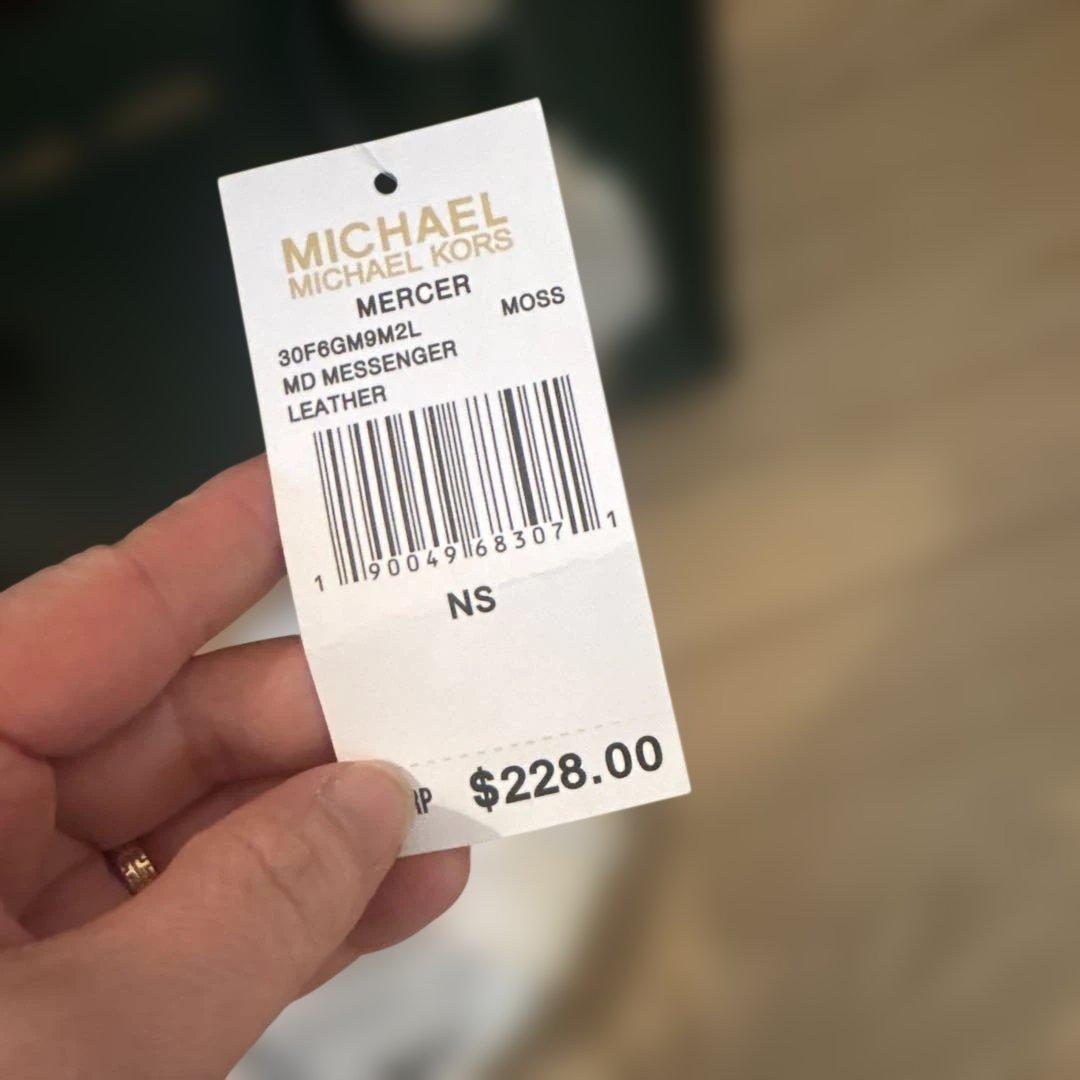 MICHAEL
MICHAEL KORS
MERCER
30F6GM9M2L MOSS
MD MESSENGER
LEATHER
1 90049 68307 1
NS
$228.00